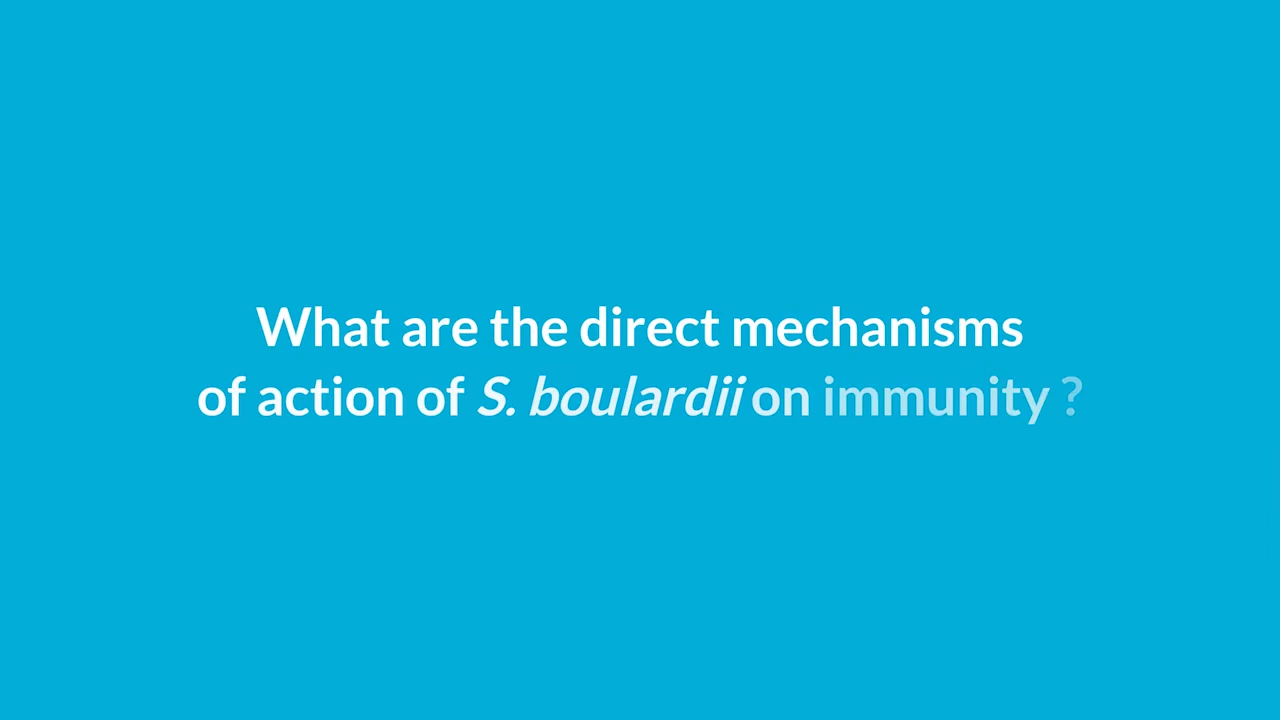 What are the direct mechanisms
of action of S. boulardii on immunity ?